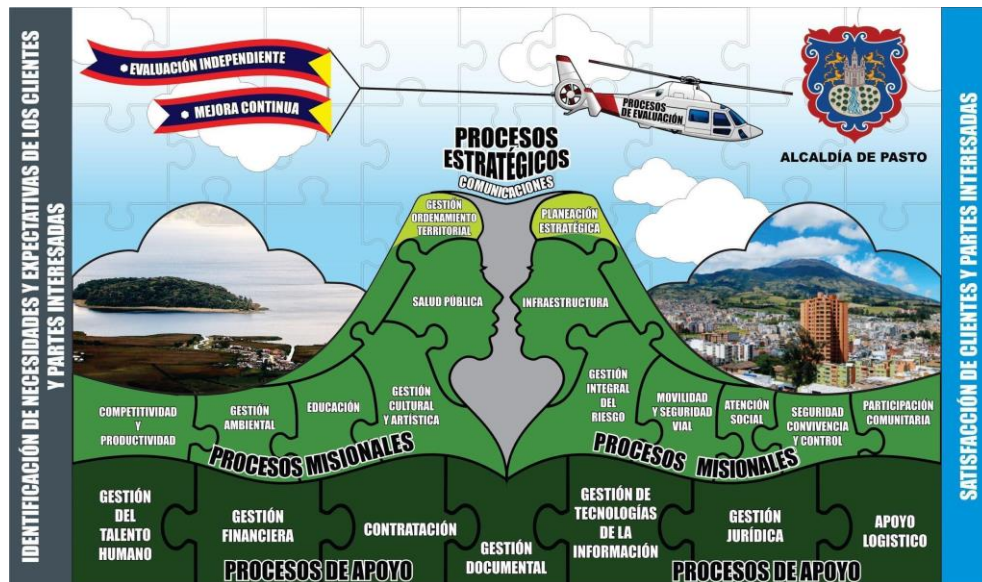 IDENTIFICACIÓN DE NECESIDADES Y EXPECTATIVAS DE LOS CLIENTES
Y PARTES INTERESADAS
EVALUACIÓN INDEPENDIENTE
MEJORA CONTINUA
PROCESOS
DE EVALUACIÓN
ALCALDÍA DE PASTO
PROCESOS
ESTRATÉGICOS
COMUNICACIONES
GESTIÓN
ORDENAMIENTO
TERRITORIAL
PLANEACIÓN
ESTRATÉGICA
SALUD PÚBLICA
INFRAESTRUCTURA
COMPETITIVIDAD
Y
PRODUCTIVIDAD
GESTIÓN
AMBIENTAL
EDUCACIÓN
GESTIÓN
CULTURAL
Y ARTÍSTICA
GESTIÓN
INTEGRAL
DEL
RIESGO
MOVILIDAD
Y SEGURIDAD
VIAL
ATENCIÓN
SOCIAL
SEGURIDAD
CONVIVENCIA
Y CONTROL
PARTICIPACIÓN
COMUNITARIA
PROCESOS MISIONALES
PROCESOS MISIONALES
GESTIÓN
DEL
TALENTO
HUMANO
GESTIÓN
FINANCIERA
CONTRATACIÓN
GESTIÓN
DOCUMENTAL
GESTIÓN DE
TECNOLOGÍAS
DE LA
INFORMACIÓN
GESTIÓN
JURÍDICA
APOYO
LOGISTICO
PROCESOS DE APOYO
PROCESOS DE APOYO
SATISFACCIÓN DE CLIENTES Y PARTES INTERESADAS